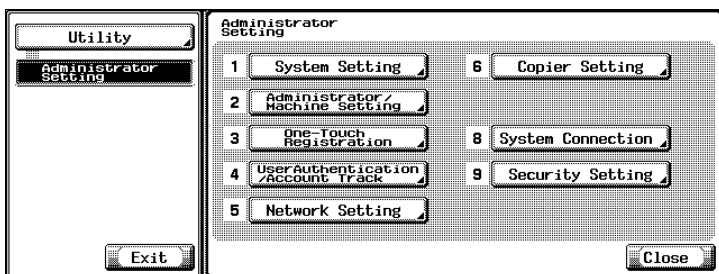 Utility
Administrator
Setting
Exit
Administrator
Setting
1 System Setting
2 Administrator/
Machine Setting
3 One-Touch
Registration
4 UserAuthentication
/Account Track
5 Network Setting
6 Copier Setting
8 System Connection
9 Security Setting
Close